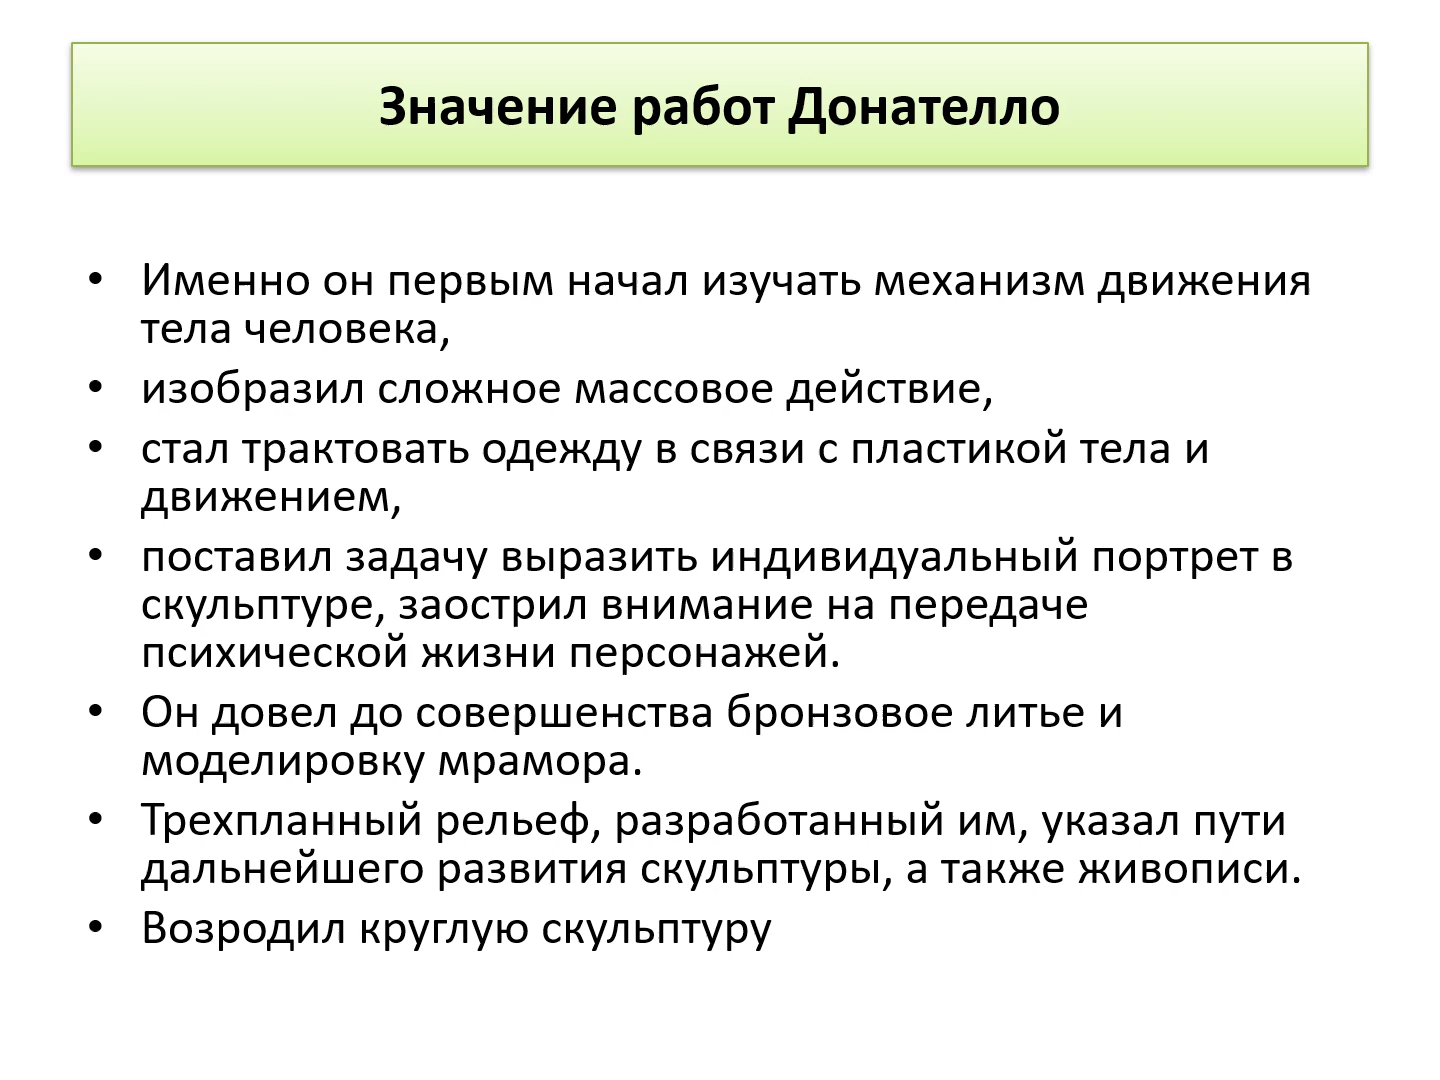 Значение работ Донателло
• Именно он первым начал изучать механизм движения
тела человека,
• изобразил сложное массовое действие,
• стал трактовать одежду в связи с пластикой тела и
движением,
• поставил задачу выразить индивидуальный портрет в
скульптуре, заострил внимание на передаче
психической жизни персонажей.
• Он довел до совершенства бронзовое литье и
моделировку мрамора.
• Трехпланный рельеф, разработанный им, указал пути
дальнейшего развития скульптуры, а также живописи.
• Возродил круглую скульптуру